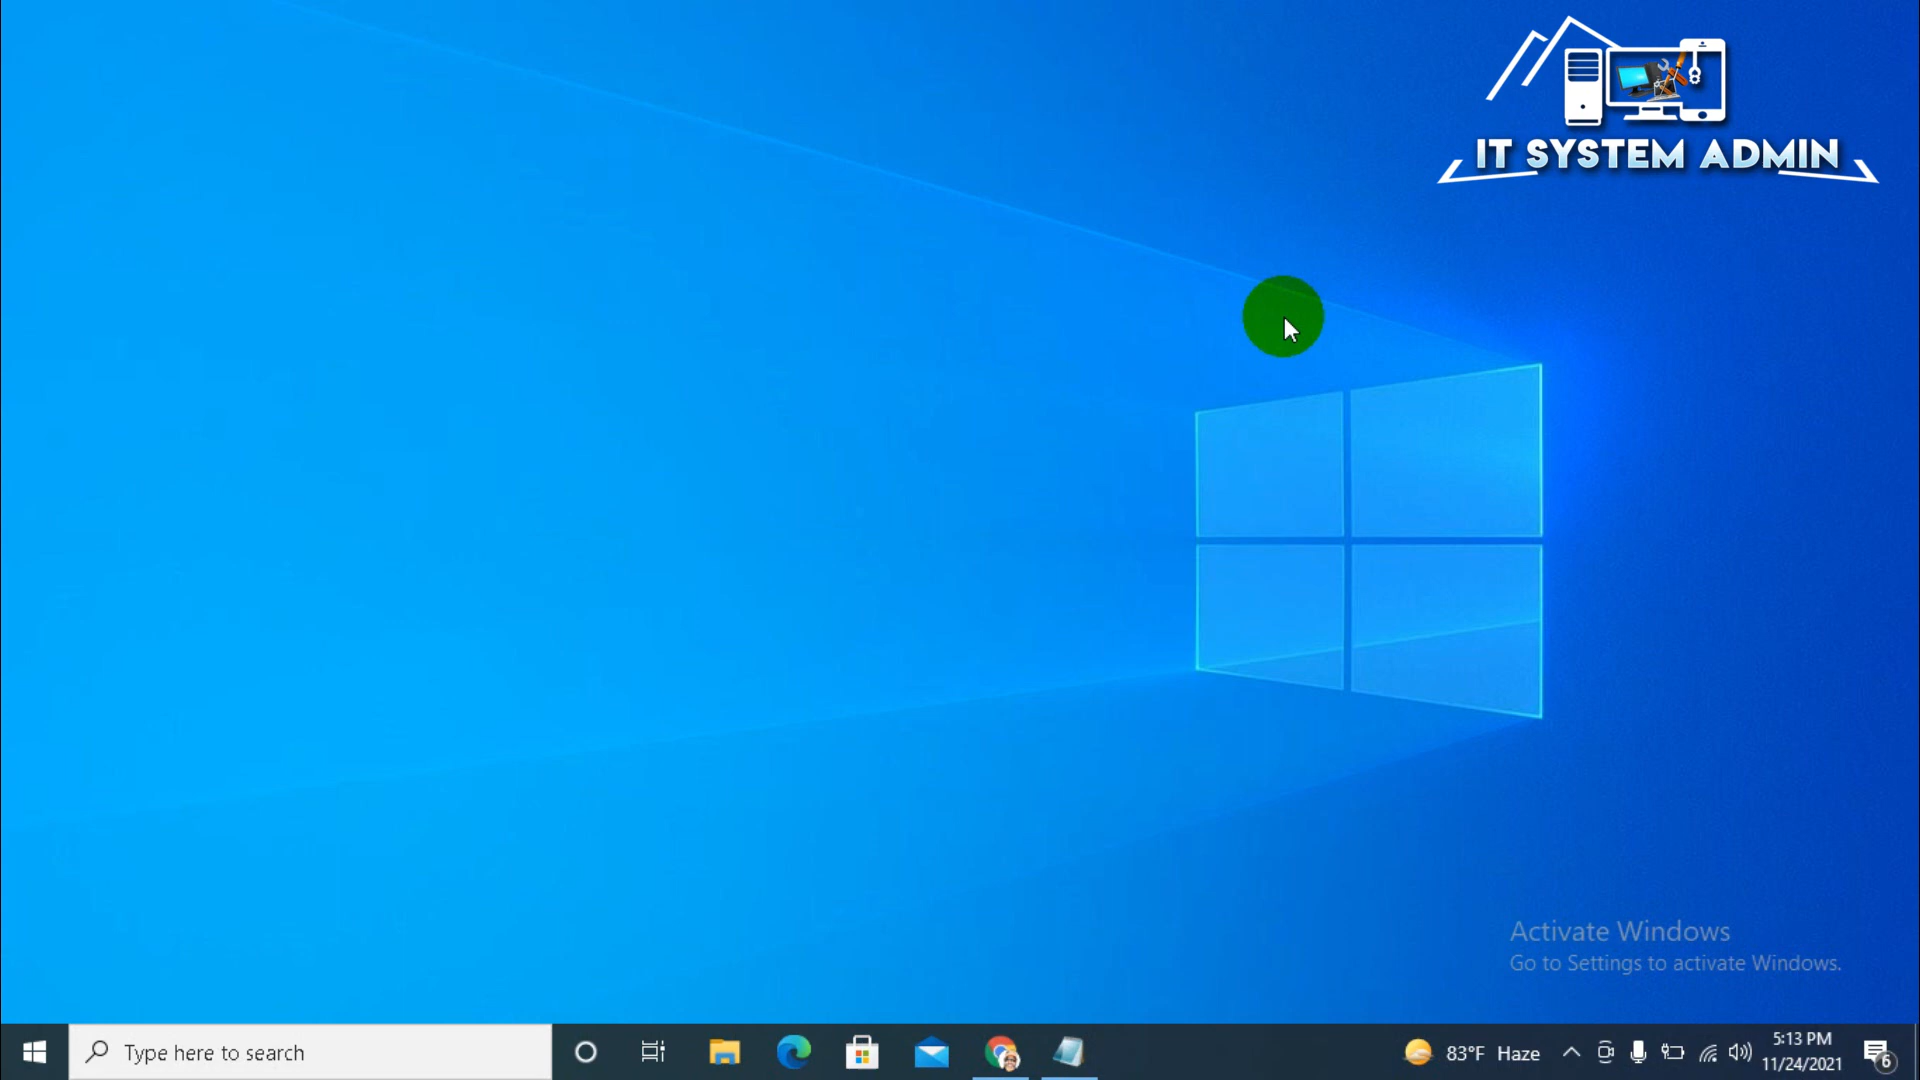 IT SYSTEM ADMIN
Activate Windows
Go to Settings to activate Windows.
Type here to search
83°F Haze
5:13 PM
11/24/2021
6